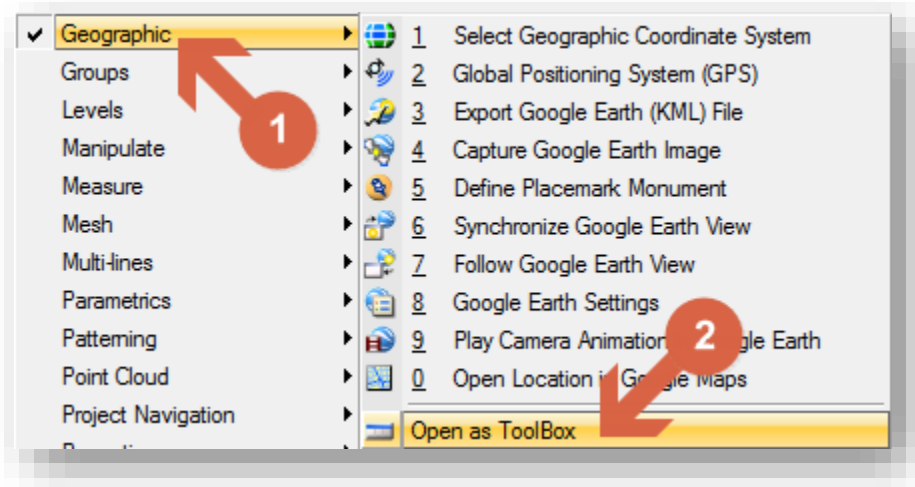 Geographic
Groups
Levels
Manipulate
Measure
Mesh
Multi-lines
Parametrics
Patterning
Point Cloud
Project Navigation
1 Select Geographic Coordinate System
2 Global Positioning System (GPS)
3 Export Google Earth (KML) File
4 Capture Google Earth Image
5 Define Placemark Monument
6 Synchronize Google Earth View
7 Follow Google Earth View
8 Google Earth Settings
9 Play Camera Animation Earth
0 Open Location Maps
Open as ToolBox
1
2